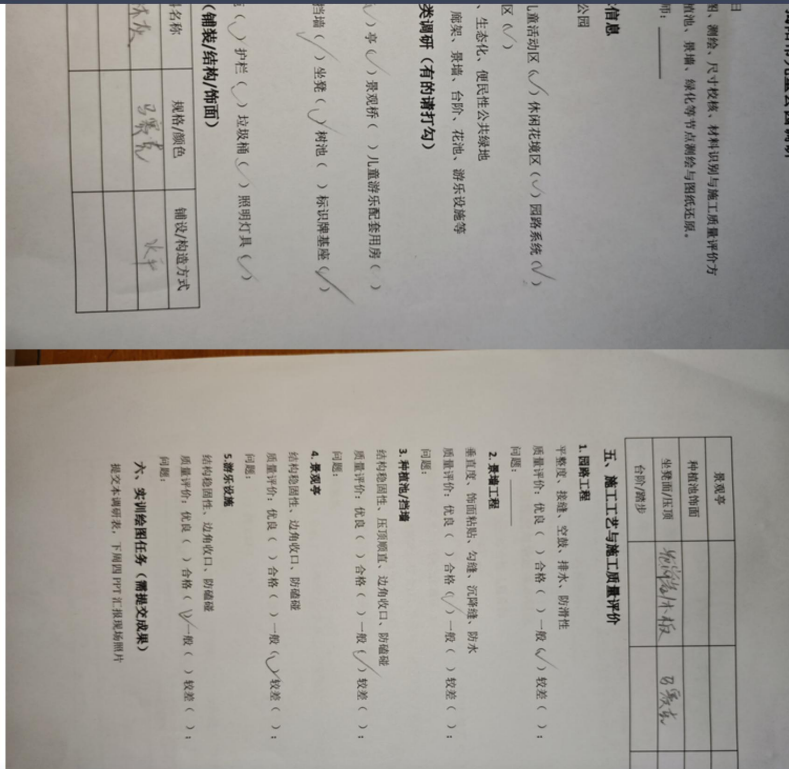 图、测绘、尺寸校核、材料识别与施工质量评价方
植池、景墙、绿化等节点测绘与图纸还原。
师：
信息
公园
儿童活动区（√）休闲花境区（√）园路系统（√）
区（√）
、生态化、便民性公共绿地
廊架、景墙、台阶、花池、游乐设施等
类调研（有的请打勾）
）亭（√）景观桥（ ）儿童游乐配套用房（ ）
挡墙（√）坐凳（√）树池（ ）标识牌基座（√）
（√）护栏（√）垃圾桶（√）照明灯具（√）
（铺装/结构/饰面）
名称 规格/颜色 铺设/构造方式
景观亭
种植池饰面
坐凳面/压顶
台阶/踏步
五、施工工艺与施工质量评价
1. 园路工程
平整度、接缝、空鼓、排水、防滑性
质量评价：优良（ ）合格（ ）一般（√）较差（ ）；
问题：
2. 景墙工程
垂直度、饰面粘贴、勾缝、沉降缝、防水
质量评价：优良（ ）合格（√）一般（ ）较差（ ）；
问题：
3. 种植池/挡墙
结构稳固性、压顶顺直、边角收口、防磕碰
质量评价：优良（ ）合格（ ）一般（√）较差（ ）；
问题：
4. 景观亭
结构稳固性、边角收口、防磕碰
质量评价：优良（ ）合格（ ）一般（√）较差（ ）；
问题：
5.游乐设施
结构稳固性、边角收口、防磕碰
质量评价：优良（ ）合格（√）一般（ ）较差（ ）；
问题：
六、实训绘图任务（需提交成果）
提交本调研表，下周四 PPT 汇报现场照片